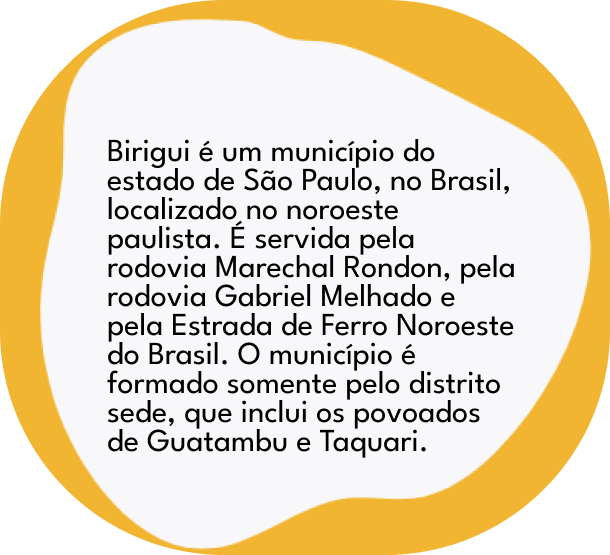 Birigui é um município do
estado de São Paulo, no Brasil,
localizado no noroeste
paulista. É servida pela
rodovia Marechal Rondon, pela
rodovia Gabriel Melhado e
pela Estrada de Ferro Noroeste
do Brasil. O município é
formado somente pelo distrito
sede, que inclui os povoados
de Guatambu e Taquari.